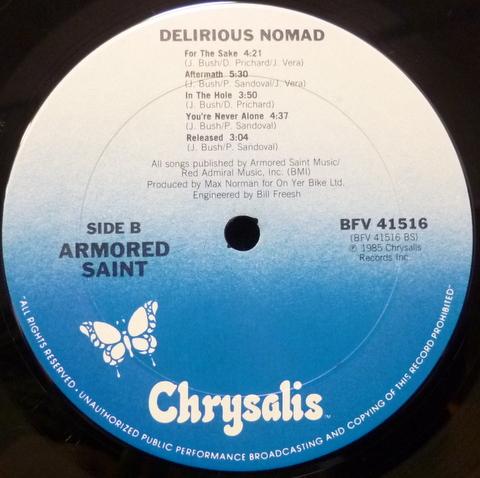 DELIRIOUS NOMAD
For The Sake 4:21
(J. Bush/D. Prichard/J. Vera)
Aftermath 5:30
(J. Bush/P. Sandoval/J. Vera)
In The Hole 3:50
(J. Bush/D. Prichard)
You're Never Alone 4:37
(J. Bush/P. Sandoval)
Released 3:04
(J. Bush/P. Sandoval)
All songs published by Armored Saint Music/
Red Admiral Music, Inc. (BMI)
Produced by Max Norman for On Yer Bike Ltd.
Engineered by Bill Freesh
SIDE B
ARMORED
SAINT
BFV 41516
(BFV 41516 BS)
℗ 1985 Chrysalis
Records Inc.
Chrysalis™
"ALL RIGHTS RESERVED - UNAUTHORIZED PUBLIC PERFORMANCE BROADCASTING AND COPYING OF THIS RECORD PROHIBITED"